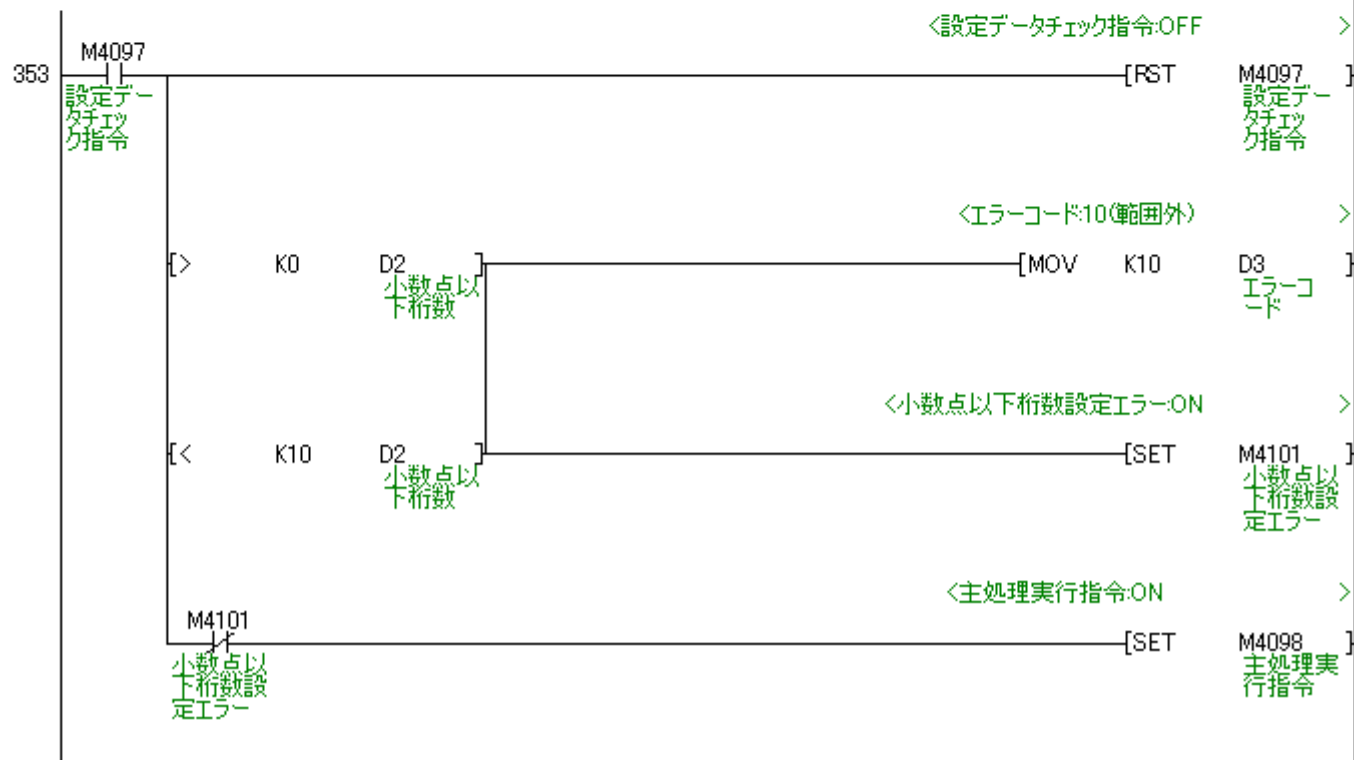 <設定データチェック指令:OFF >
M4097
353
[RST M4097 ]
設定デー
タチェッ
ク指令
設定デー
タチェッ
ク指令
<エラーコード:10(範囲外) >
[> K0 D2 ]
小数点以
下桁数
[MOV K10 D3 ]
エラーコ
ード
<小数点以下桁数設定エラー:ON >
[< K10 D2 ]
小数点以
下桁数
[SET M4101 ]
小数点以
下桁数設
定エラー
<主処理実行指令:ON >
M4101
小数点以
下桁数設
定エラー
[SET M4098 ]
主処理実
行指令